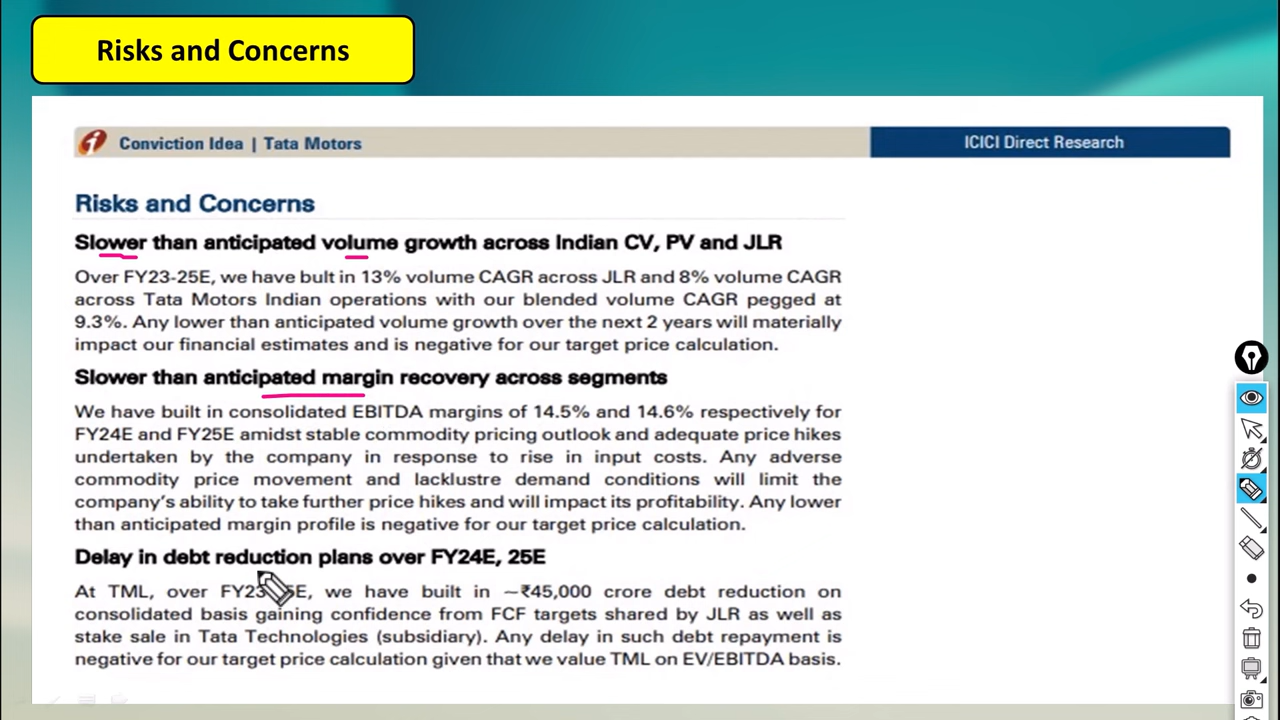 Risks and Concerns
Conviction Idea | Tata Motors
ICICI Direct Research
Risks and Concerns
Slower than anticipated volume growth across Indian CV, PV and JLR
Over FY23-25E, we have bult in 13% volume CAGR across JLR and 8% volume CAGR
across Tata Motors Indian operations with our blended volume CAGR pegged at
9.3%. Any lower than anticipated volume growth over the next 2 years will materially
impact our financial estimates and is negative for our target price calculation.
Slower than anticipated margin recovery across segments
We have built in consolidated EBITDA margins of 14.5% and 14.6% respectively for
FY24E and FY25E amidst stable commodity pricing outlook and adequate price hikes
undertaken by the company in response to rise in input costs. Any adverse
commodity price movement and lacklustre demand conditions will limit the
company's ability to take further price hikes and will impact its profitability. Any lower
than anticipated margin profile is negative for our target price calculation.
Delay in debt reduction plans over FY24E, 25E
At TML, over we have built in ~₹45,000 crore debt reduction on
consolidated basis gaining confidence from FCF targets shared by JLR as well as
stake sale in Tata Technologies (subsidiary). Any delay in such debt repayment is
negative for our target price calculation given that we value TML on EV/EBITDA basis.